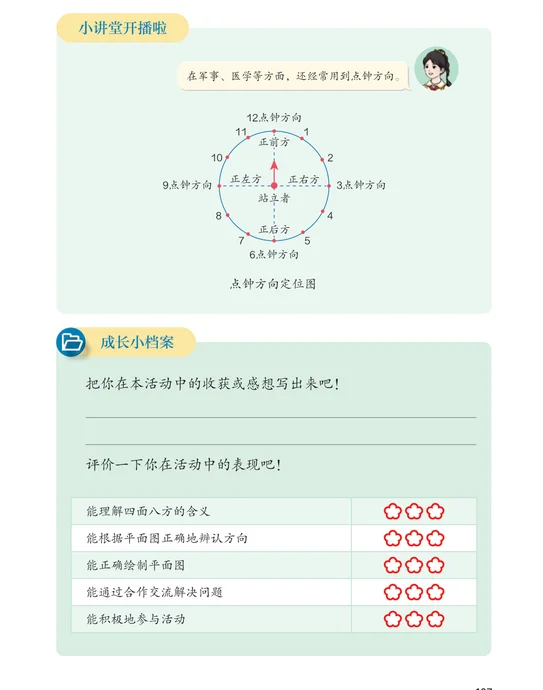 小讲堂开播啦
在军事、医学等方面，还经常用到点钟方向。
12点钟方向
11
1
正前方
10
2
9点钟方向
正左方
正右方
3点钟方向
站立者
8
4
正后方
7
5
6点钟方向
点钟方向定位图
成长小档案
把你在本活动中的收获或感想写出来吧！
评价一下你在活动中的表现吧！
能理解四面八方的含义
能根据平面图正确地辨认方向
能正确绘制平面图
能通过合作交流解决问题
能积极地参与活动